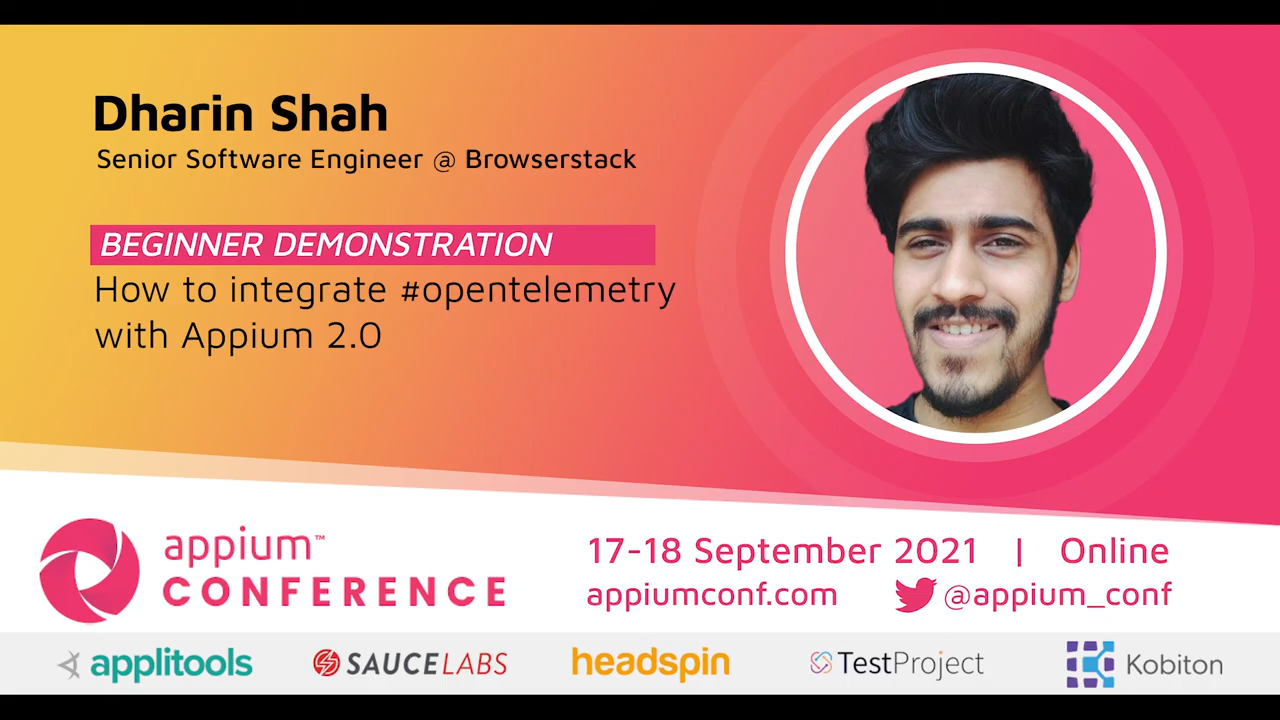 Dharin Shah
Senior Software Engineer @ Browserstack
BEGINNER DEMONSTRATION
How to integrate #opentelemetry
with Appium 2.0
appium™
CONFERENCE
17-18 September 2021 | Online
appiumconf.com @appium_conf
applitools SAUCELABS headspin TestProject Kobiton